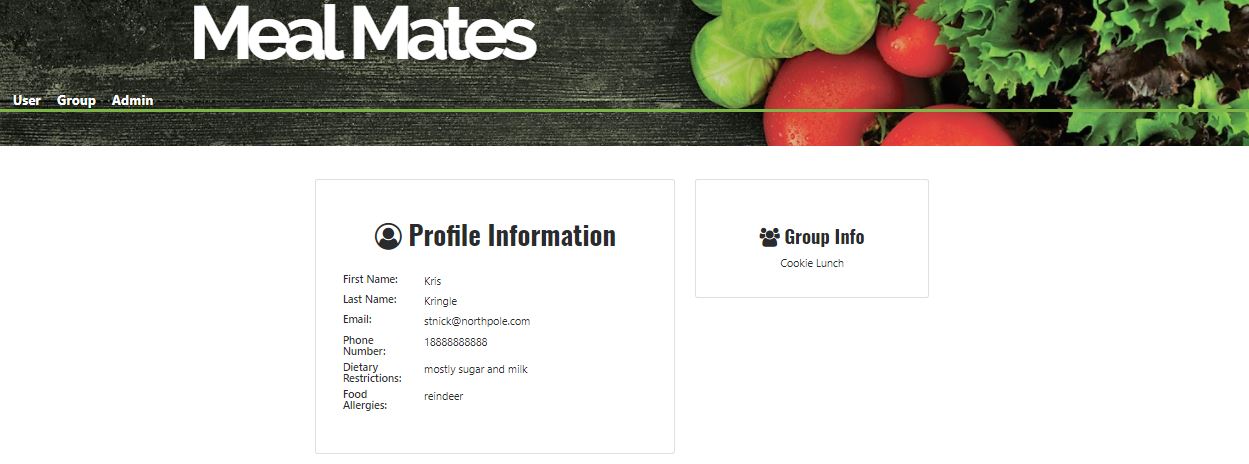 Meal Mates
User Group Admin
Profile Information
First Name: Kris
Last Name: Kringle
Email: stnick@northpole.com
Phone
Number: 18888888888
Dietary
Restrictions: mostly sugar and milk
Food
Allergies: reindeer
Group Info
Cookie Lunch